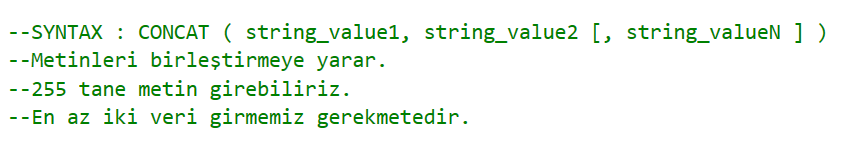 --SYNTAX : CONCAT ( string_value1, string_value2 [, string_valueN ] )
--Metinleri birleştirmeye yarar.
--255 tane metin girebiliriz.
--En az iki veri girmemiz gerekmetedir.